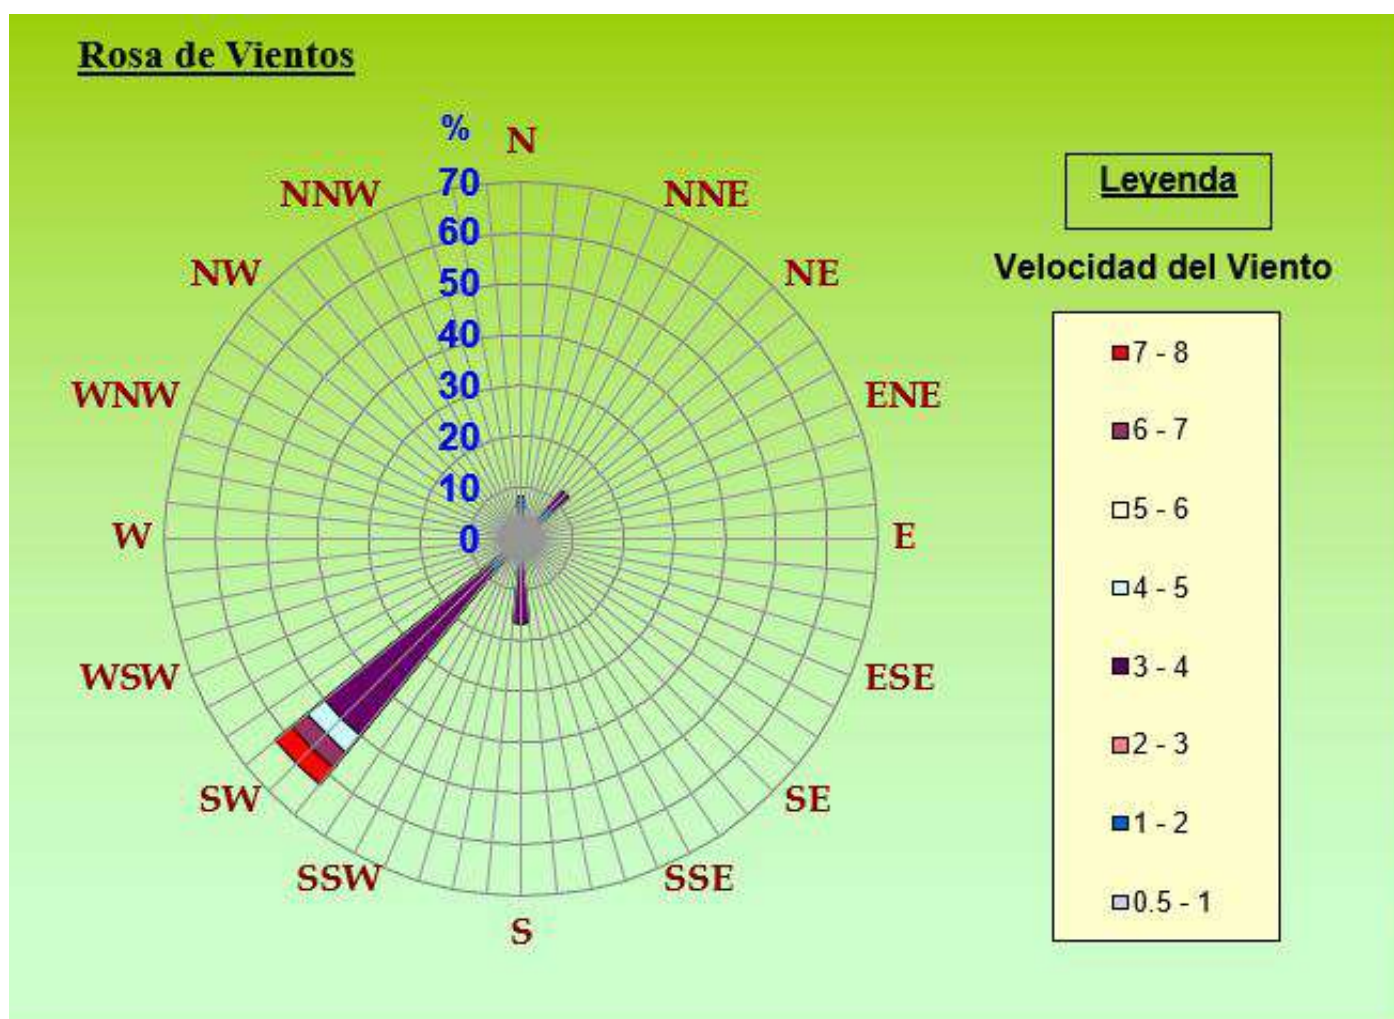 Rosa de Vientos
%
N
NNW
NNE
70
60
50
40
30
20
10
0
NW
NE
WNW
ENE
W
E
WSW
ESE
SW
SE
SSW
SSE
S
Leyenda
Velocidad del Viento
7 - 8
6 - 7
5 - 6
4 - 5
3 - 4
2 - 3
1 - 2
0.5 - 1